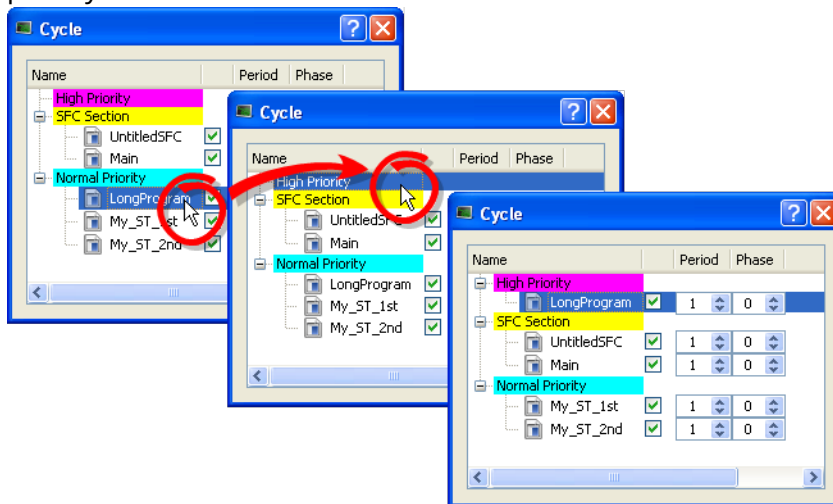 Cycle
Name Period Phase
High Priority
SFC Section
UntitledSFC
Main
Normal Priority
LongProgram
My_ST_1st
My_ST_2nd
Cycle
Name Period Phase
High Priority
SFC Section
UntitledSFC
Main
Normal Priority
LongProgram
My_ST_1st
My_ST_2nd
Cycle
Name Period Phase
High Priority
LongProgram 1 0
SFC Section
UntitledSFC 1 0
Main 1 0
Normal Priority
My_ST_1st 1 0
My_ST_2nd 1 0